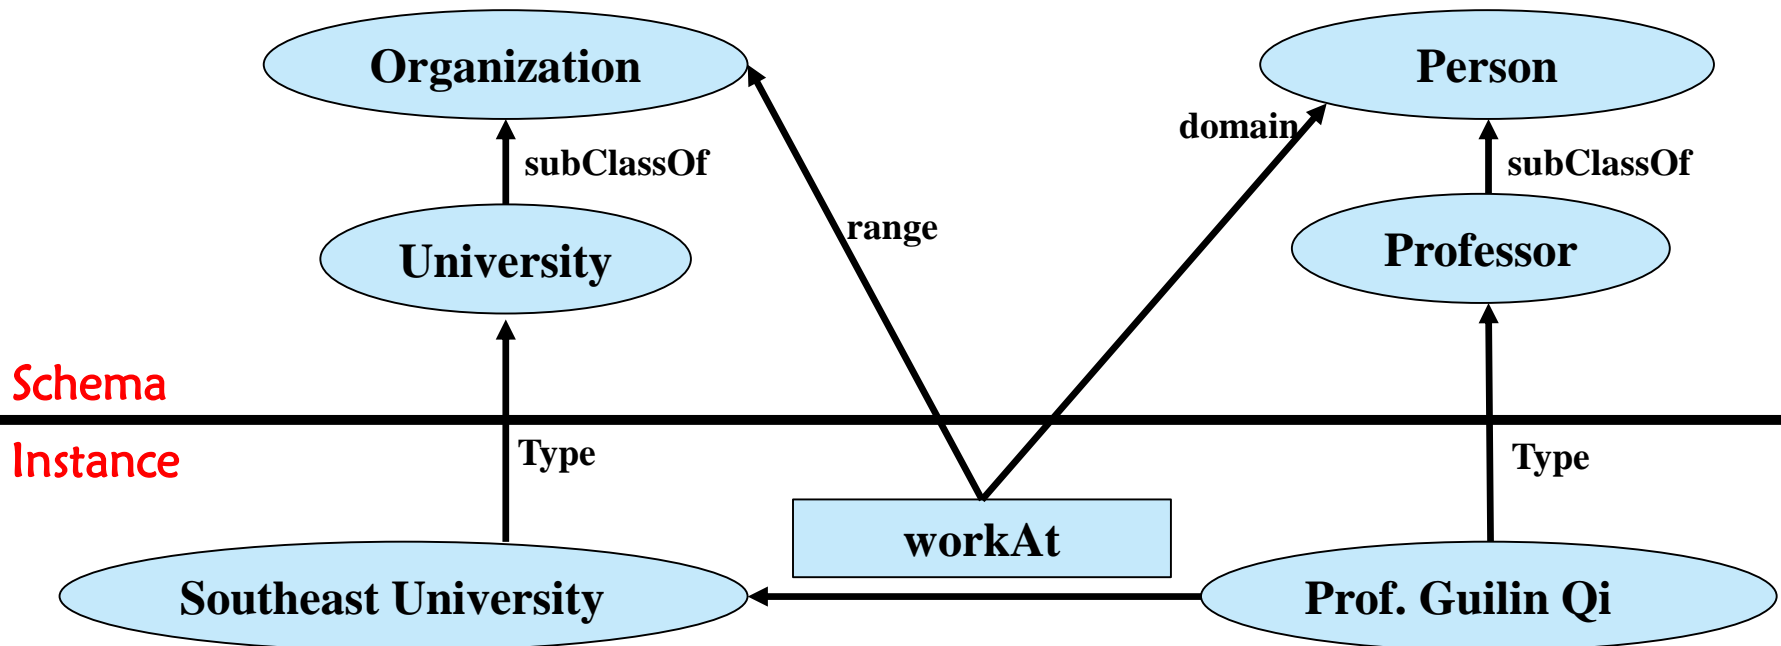 Organization
Person
domain
subClassOf
subClassOf
range
University
Professor
Schema
Instance
Type
Type
workAt
Southeast University
Prof. Guilin Qi